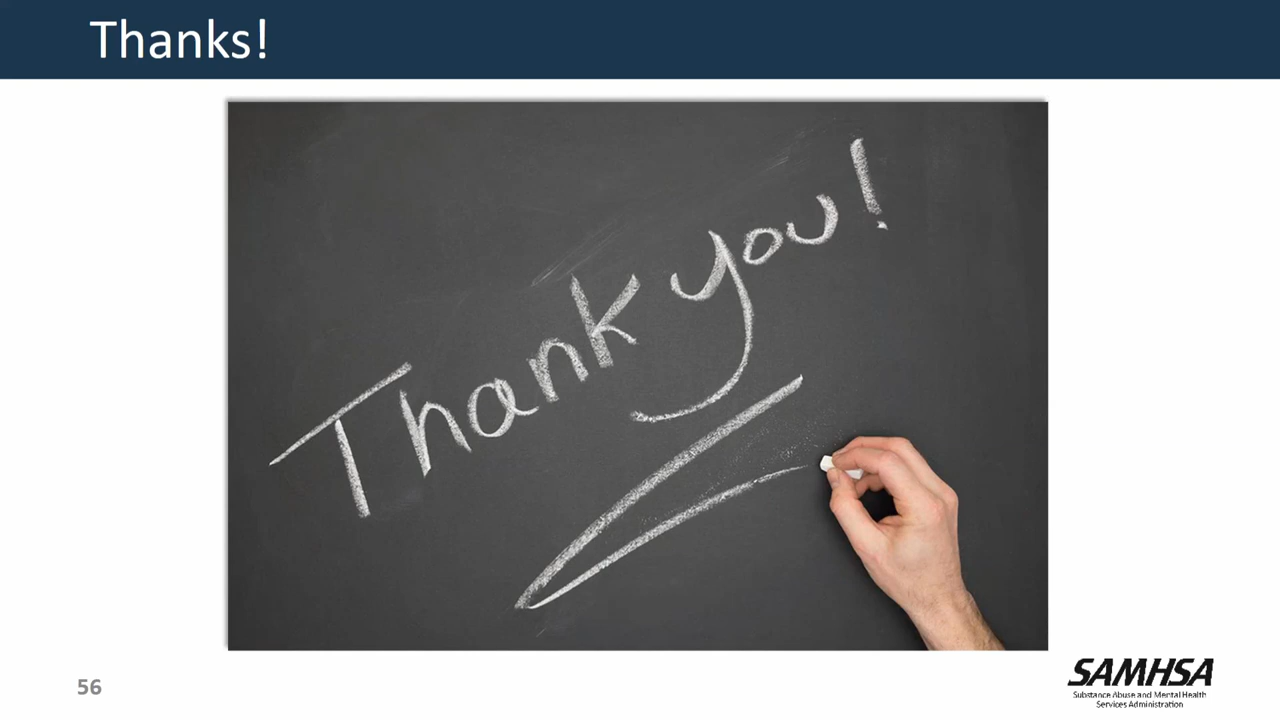 Thanks!
Thank you!
56
SAMHSA
Substance Abuse and Mental Health
Services Administration